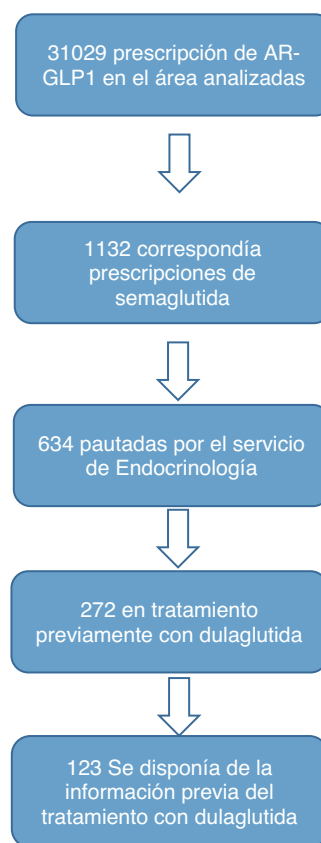 31029 prescripción de AR-
GLP1 en el área analizadas
1132 correspondía
prescripciones de
semaglutida
634 pautadas por el servicio
de Endocrinología
272 en tratamiento
previamente con dulaglutida
123 Se disponía de la
información previa del
tratamiento con dulaglutida